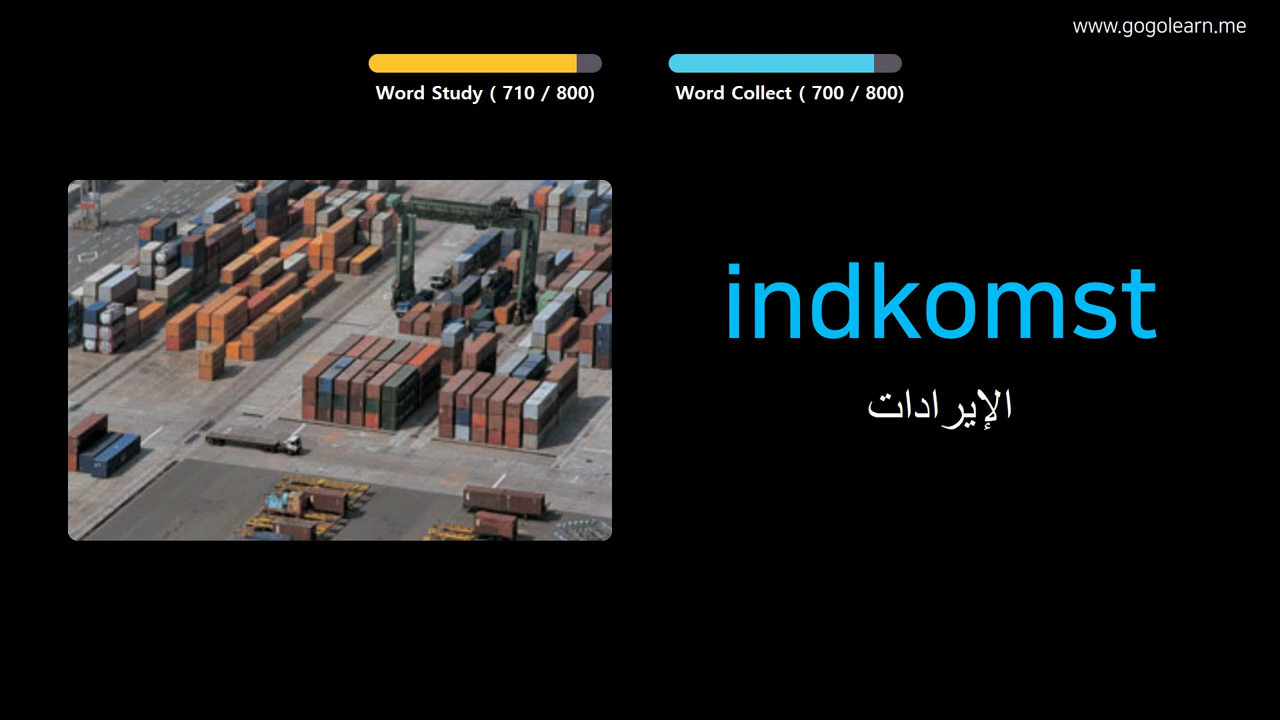 www.gogolearn.me
Word Study ( 710 / 800)
Word Collect ( 700 / 800)
indkomst
الإيرادات